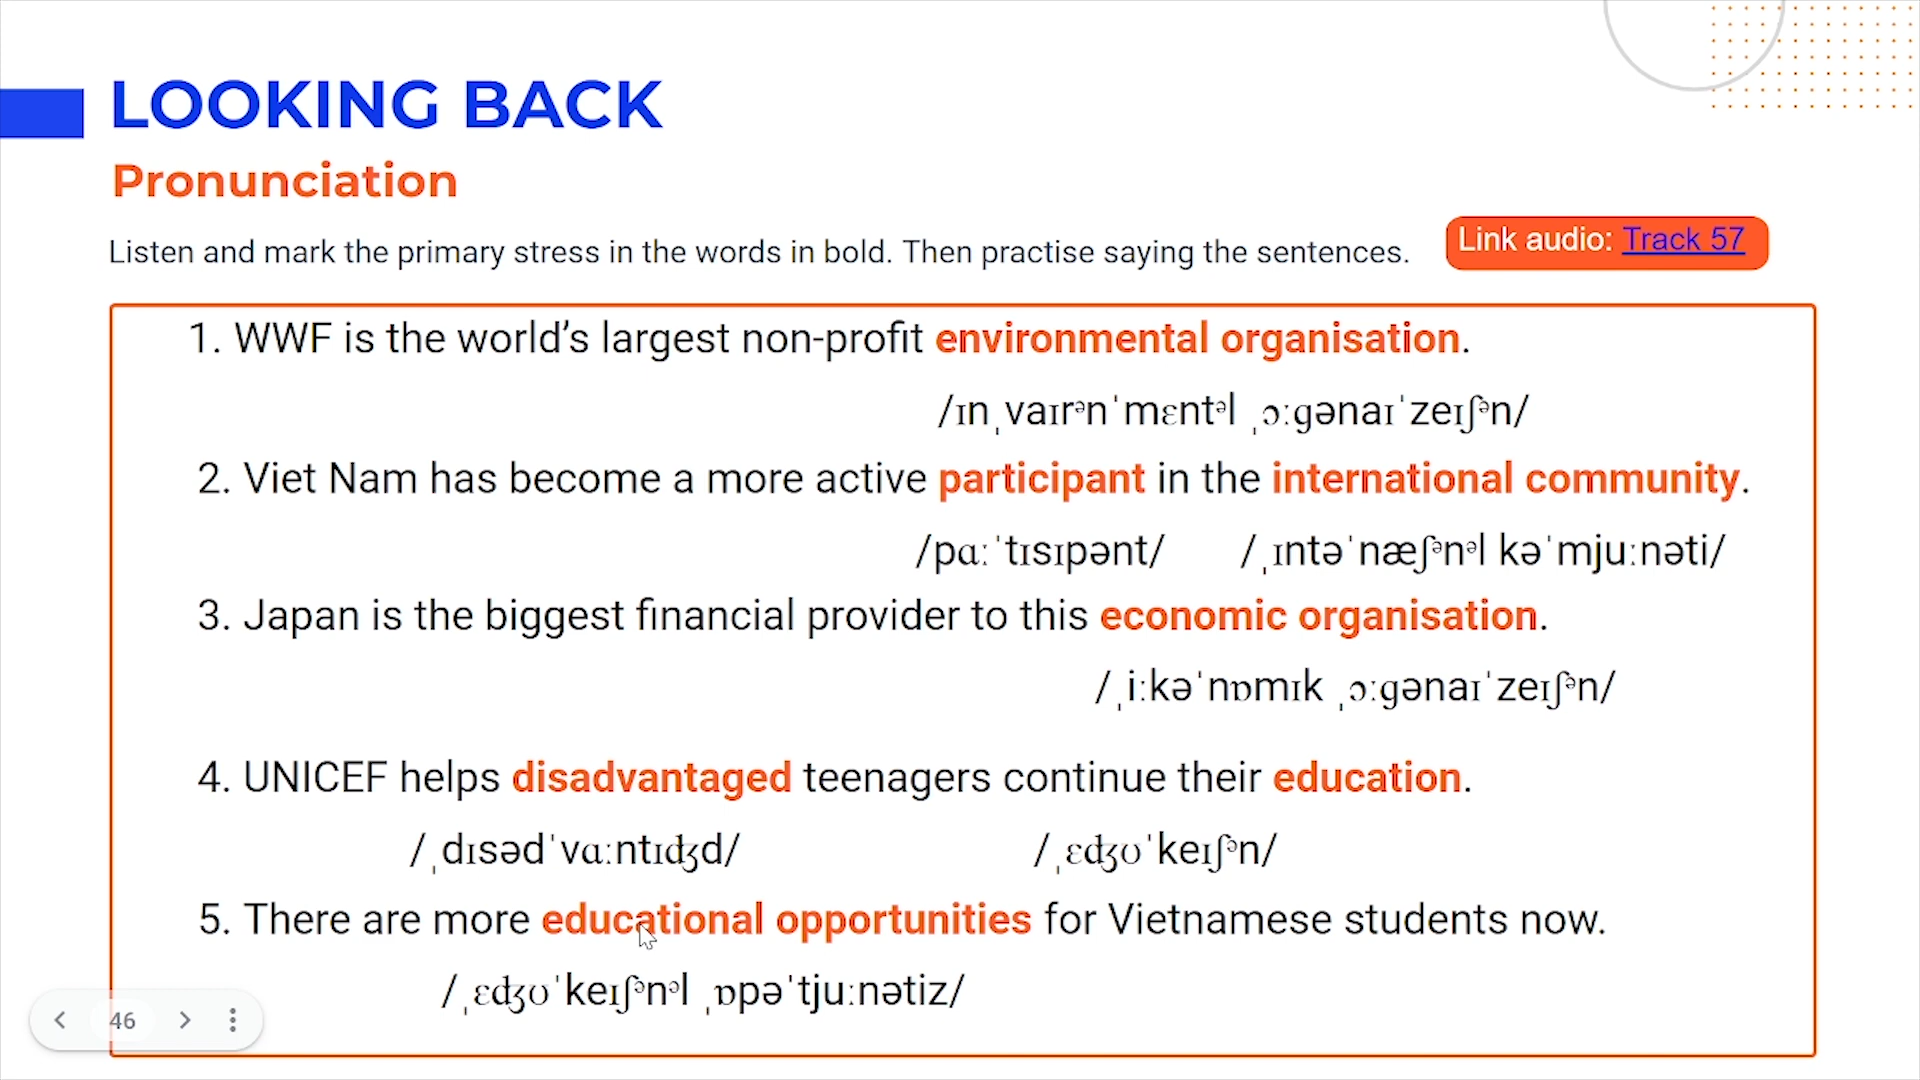 LOOKING BACK
Pronunciation
Listen and mark the primary stress in the words in bold. Then practise saying the sentences.
Link audio: Track 57
1. WWF is the world’s largest non-profit environmental organisation.
/ɪnˌvaɪrᵊnˈmɛntᵊl ˌɔːɡənaɪˈzeɪʃᵊn/
2. Viet Nam has become a more active participant in the international community.
/pɑːˈtɪsɪpənt/ /ˌɪntəˈnæʃᵊnᵊl kəˈmjuːnəti/
3. Japan is the biggest financial provider to this economic organisation.
/ˌiːkəˈnɒmɪk ˌɔːɡənaɪˈzeɪʃᵊn/
4. UNICEF helps disadvantaged teenagers continue their education.
/ˌdɪsədˈvɑːntɪʤd/ /ˌɛʤʊˈkeɪʃᵊn/
5. There are more educational opportunities for Vietnamese students now.
/ˌɛʤʊˈkeɪʃᵊnᵊl ˌɒpəˈtjuːnətiz/
46